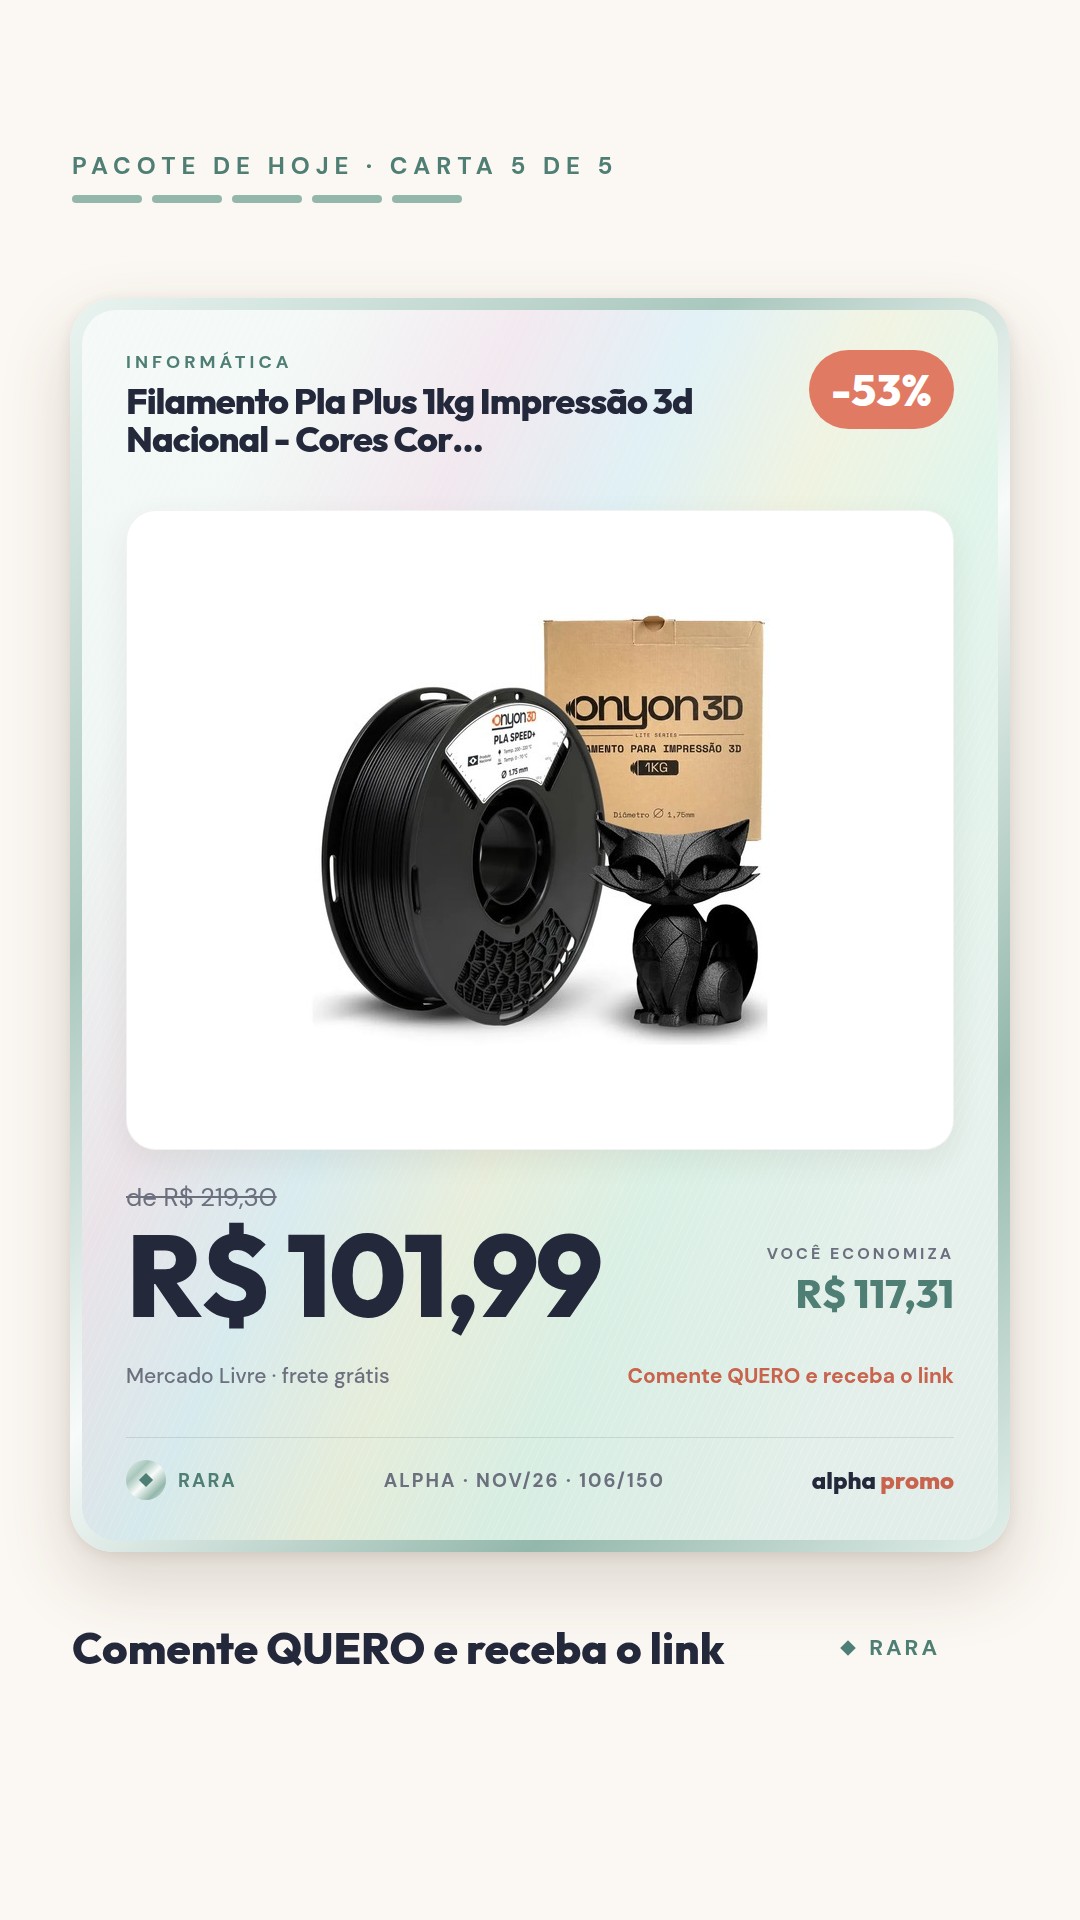 PACOTE DE HOJE · CARTA 5 DE 5
INFORMÁTICA
Filamento Pla Plus 1kg Impressão 3d
Nacional - Cores Cor...
-53%
onyon3D
LITE SERIES
AMENTO PARA IMPRESSÃO 3D
1KG
Diâmetro Ø 1,75mm
onyon3D
PLA SPEED+
Ø 1.75 mm
de R$ 219,30
R$ 101,99
VOCÊ ECONOMIZA
R$ 117,31
Mercado Livre · frete grátis
Comente QUERO e receba o link
RARA
ALPHA · NOV/26 · 106/150
alpha promo
Comente QUERO e receba o link
RARA